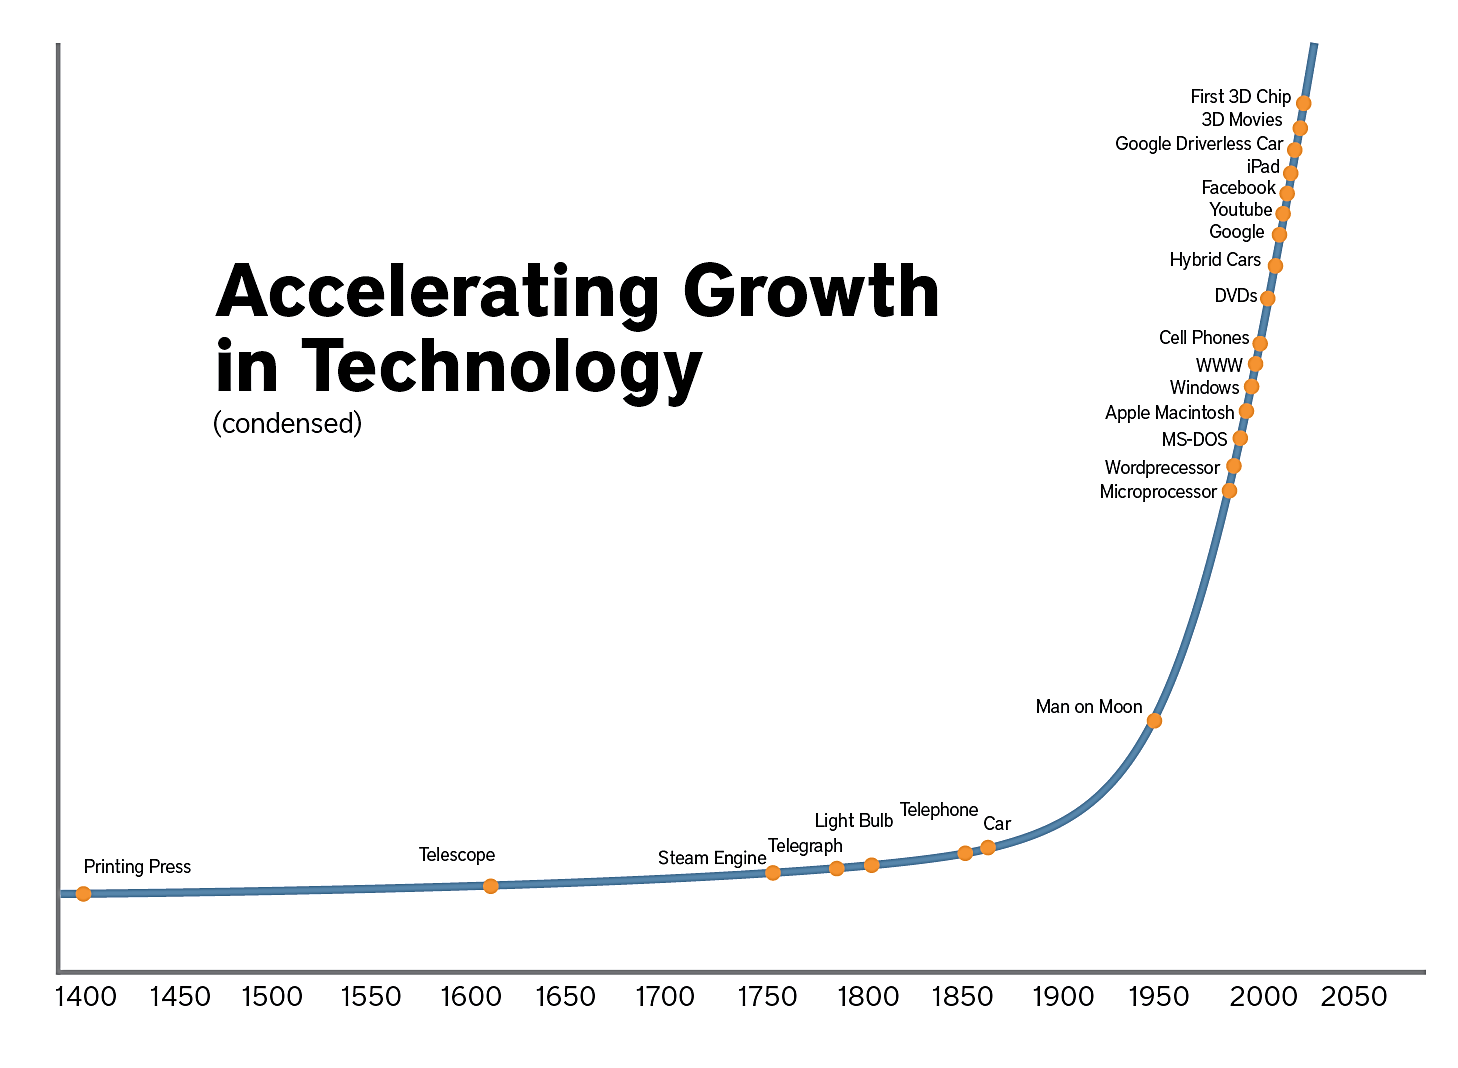 First 3D Chip
3D Movies
Google Driverless Car
iPad
Facebook
Youtube
Google
Hybrid Cars
DVDs
Cell Phones
WWW
Windows
Apple Macintosh
MS-DOS
Wordprecessor
Microprocessor
Accelerating Growth
in Technology
(condensed)
Man on Moon
Telephone
Car
Light Bulb
Telegraph
Steam Engine
Telescope
Printing Press
1400 1450 1500 1550 1600 1650 1700 1750 1800 1850 1900 1950 2000 2050